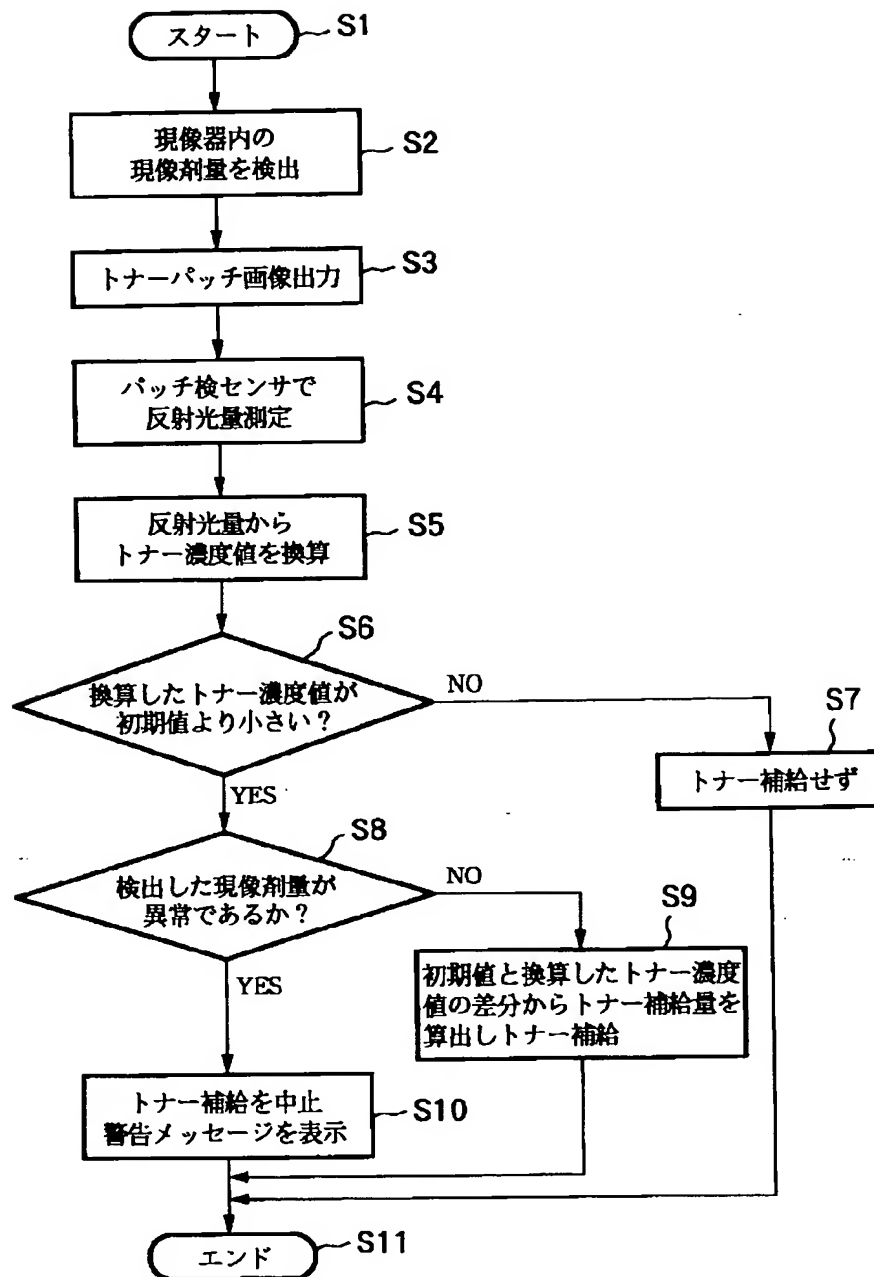 スタート
S1
現像器内の
現像剤量を検出
S2
トナーパッチ画像出力
S3
パッチ検センサで
反射光量測定
S4
反射光量から
トナー濃度値を換算
S5
S6
換算したトナー濃度値が
初期値より小さい？
NO
S7
トナー補給せず
YES
S8
検出した現像剤量が
異常であるか？
NO
S9
初期値と換算したトナー濃度
値の差分からトナー補給量を
算出しトナー補給
YES
トナー補給を中止
警告メッセージを表示
S10
エンド
S11